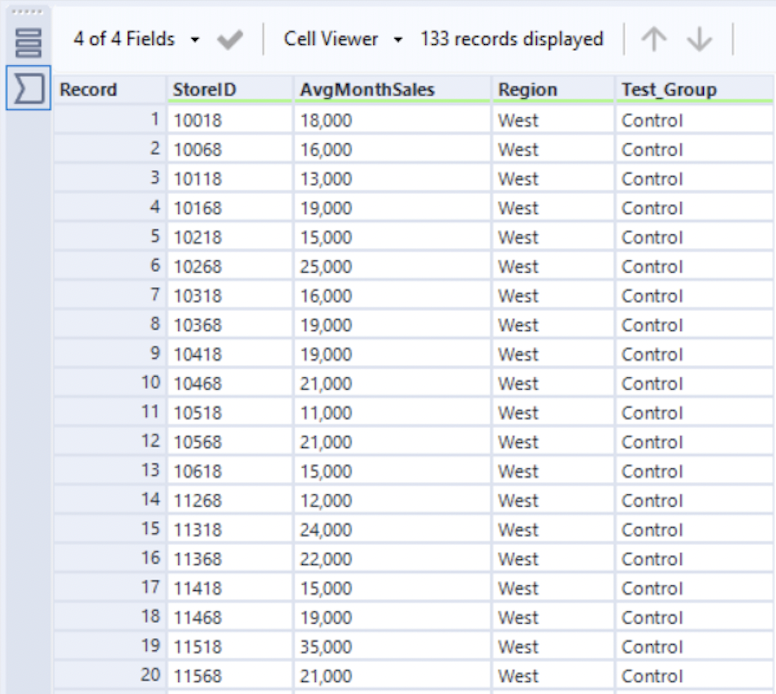 4 of 4 Fields Cell Viewer 133 records displayed
Record StoreID AvgMonthSales Region Test_Group
1 10018 18,000 West Control
2 10068 16,000 West Control
3 10118 13,000 West Control
4 10168 19,000 West Control
5 10218 15,000 West Control
6 10268 25,000 West Control
7 10318 16,000 West Control
8 10368 19,000 West Control
9 10418 19,000 West Control
10 10468 21,000 West Control
11 10518 11,000 West Control
12 10568 21,000 West Control
13 10618 15,000 West Control
14 11268 12,000 West Control
15 11318 24,000 West Control
16 11368 22,000 West Control
17 11418 15,000 West Control
18 11468 19,000 West Control
19 11518 35,000 West Control
20 11568 21,000 West Control